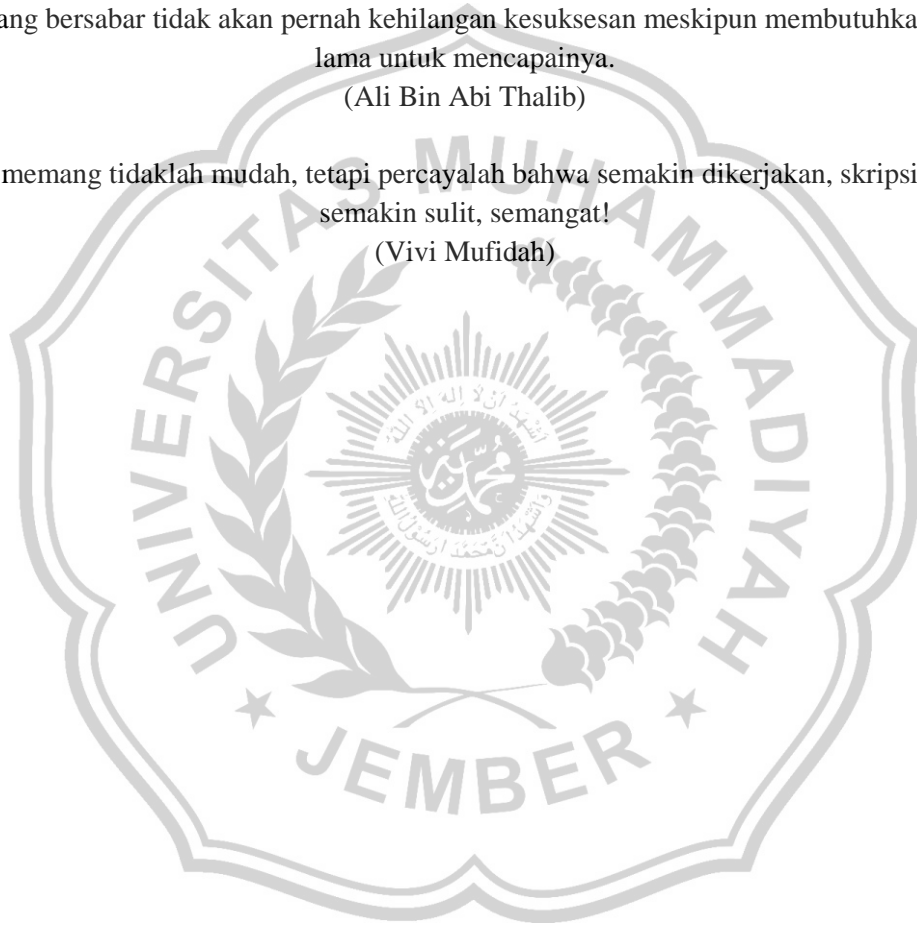 ang bersabar tidak akan pernah kehilangan kesuksesan meskipun membutuhka
lama untuk mencapainya.
(Ali Bin Abi Thalib)
memang tidaklah mudah, tetapi percayalah bahwa semakin dikerjakan, skripsi
semakin sulit, semangat!
(Vivi Mufidah)
UNIVERSITAS MUHAMMADIYAH
JEMBER